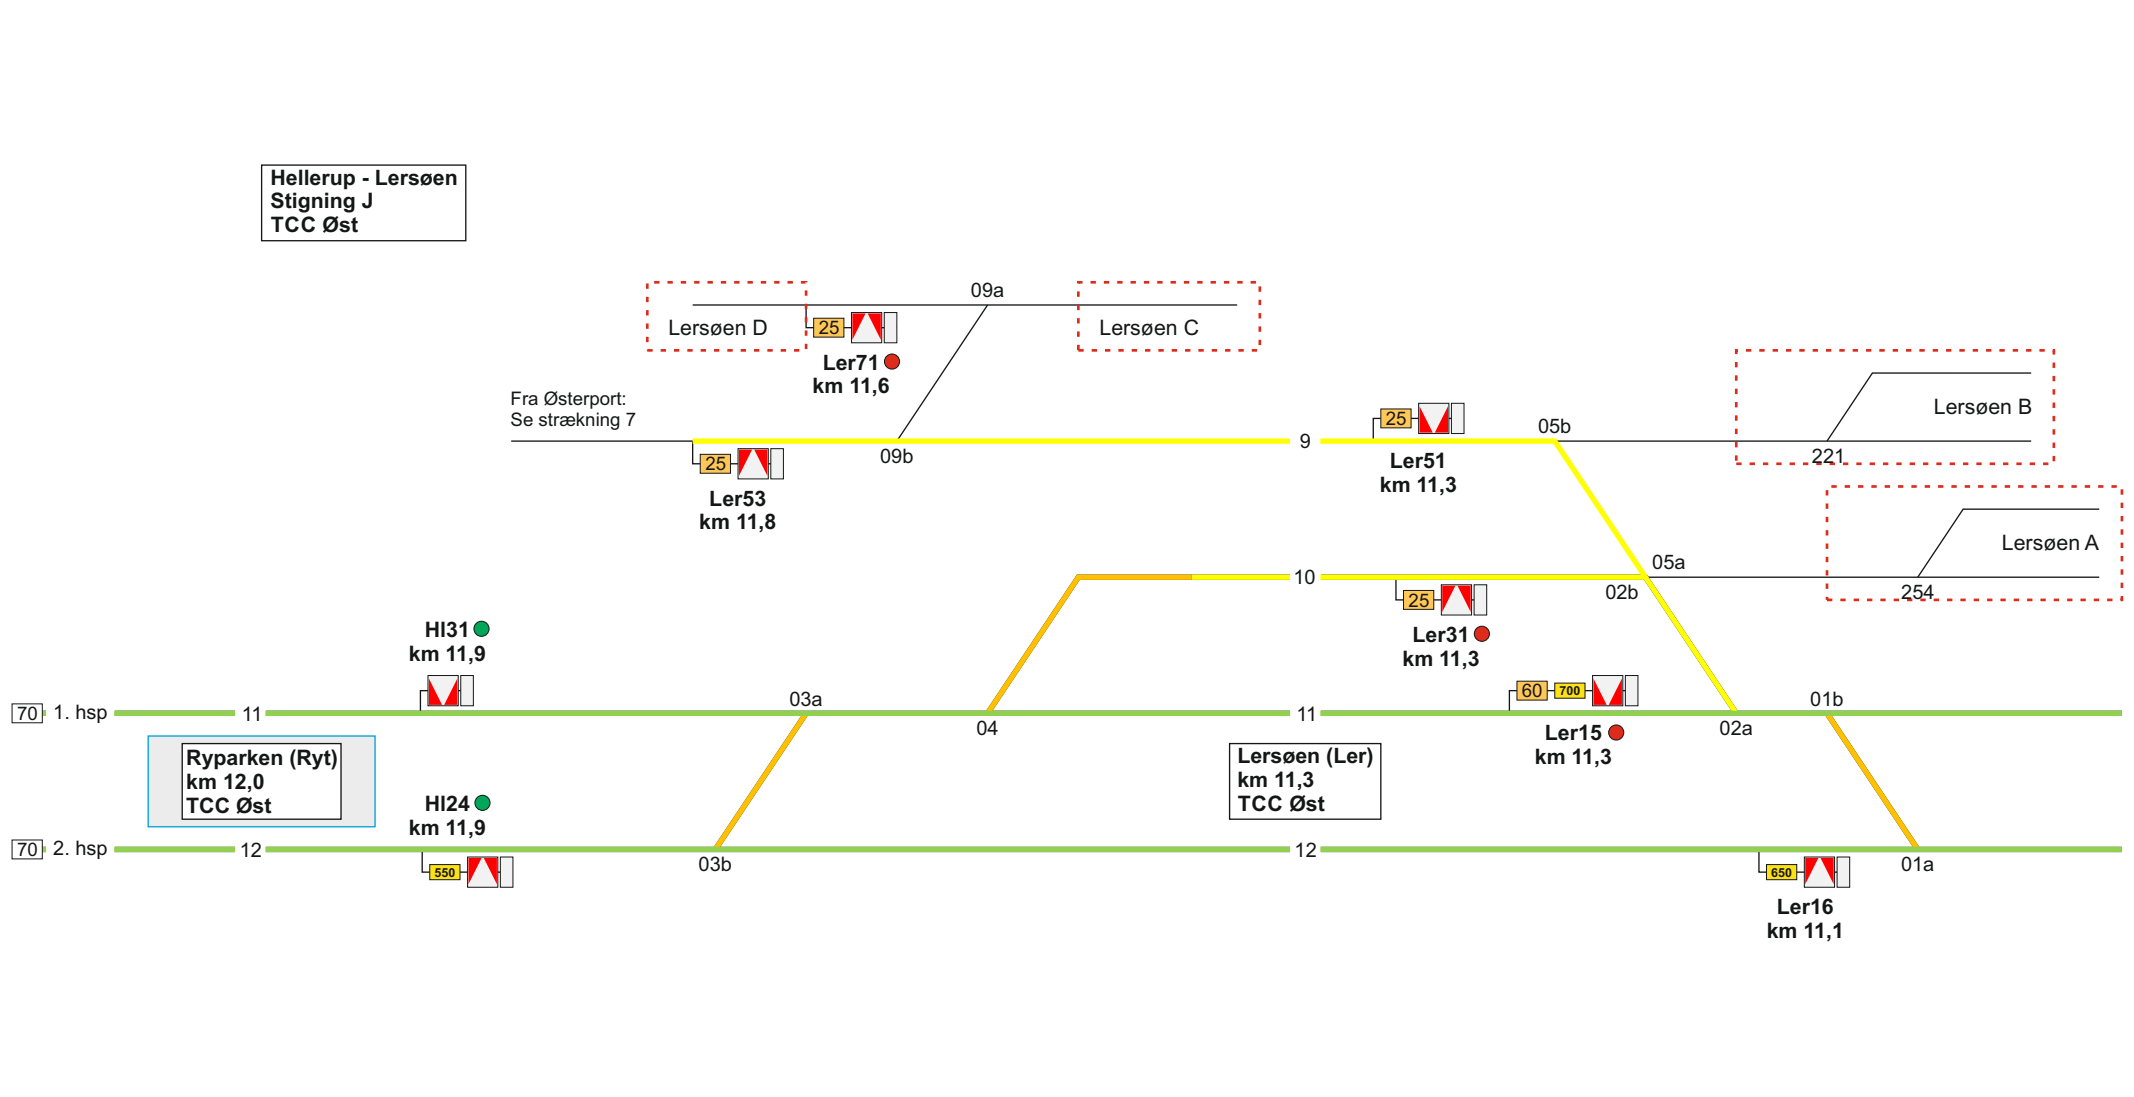 Hellerup - Lersøen
Stigning J
TCC Øst
09a
Lersøen D
25
Lersøen C
Ler71
km 11,6
Fra Østerport:
Se strækning 7
25
05b
Lersøen B
9
09b
Ler51
km 11,3
221
25
Ler53
km 11,8
Lersøen A
05a
10
02b
254
25
Ler31
km 11,3
Hl31
km 11,9
60
700
03a
01b
70
1. hsp
11
11
04
02a
Ler15
km 11,3
Ryparken (Ryt)
km 12,0
TCC Øst
Lersøen (Ler)
km 11,3
TCC Øst
Hl24
km 11,9
70
2. hsp
12
12
03b
01a
550
650
Ler16
km 11,1